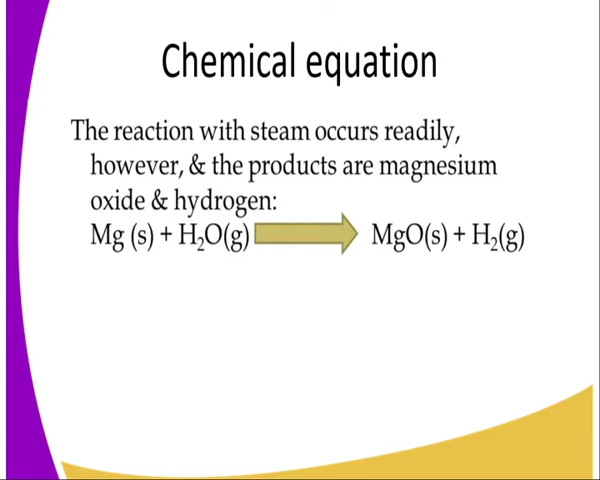 Chemical equation
The reaction with steam occurs readily,
however, & the products are magnesium
oxide & hydrogen:
Mg (s) + H₂O(g) MgO(s) + H₂(g)